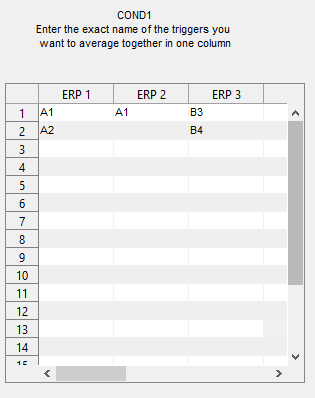 COND1
Enter the exact name of the triggers you
want to average together in one column
ERP 1 ERP 2 ERP 3
1 A1 A1 B3
2 A2 B4
3
4
5
6
7
8
9
10
11
12
13
14
15